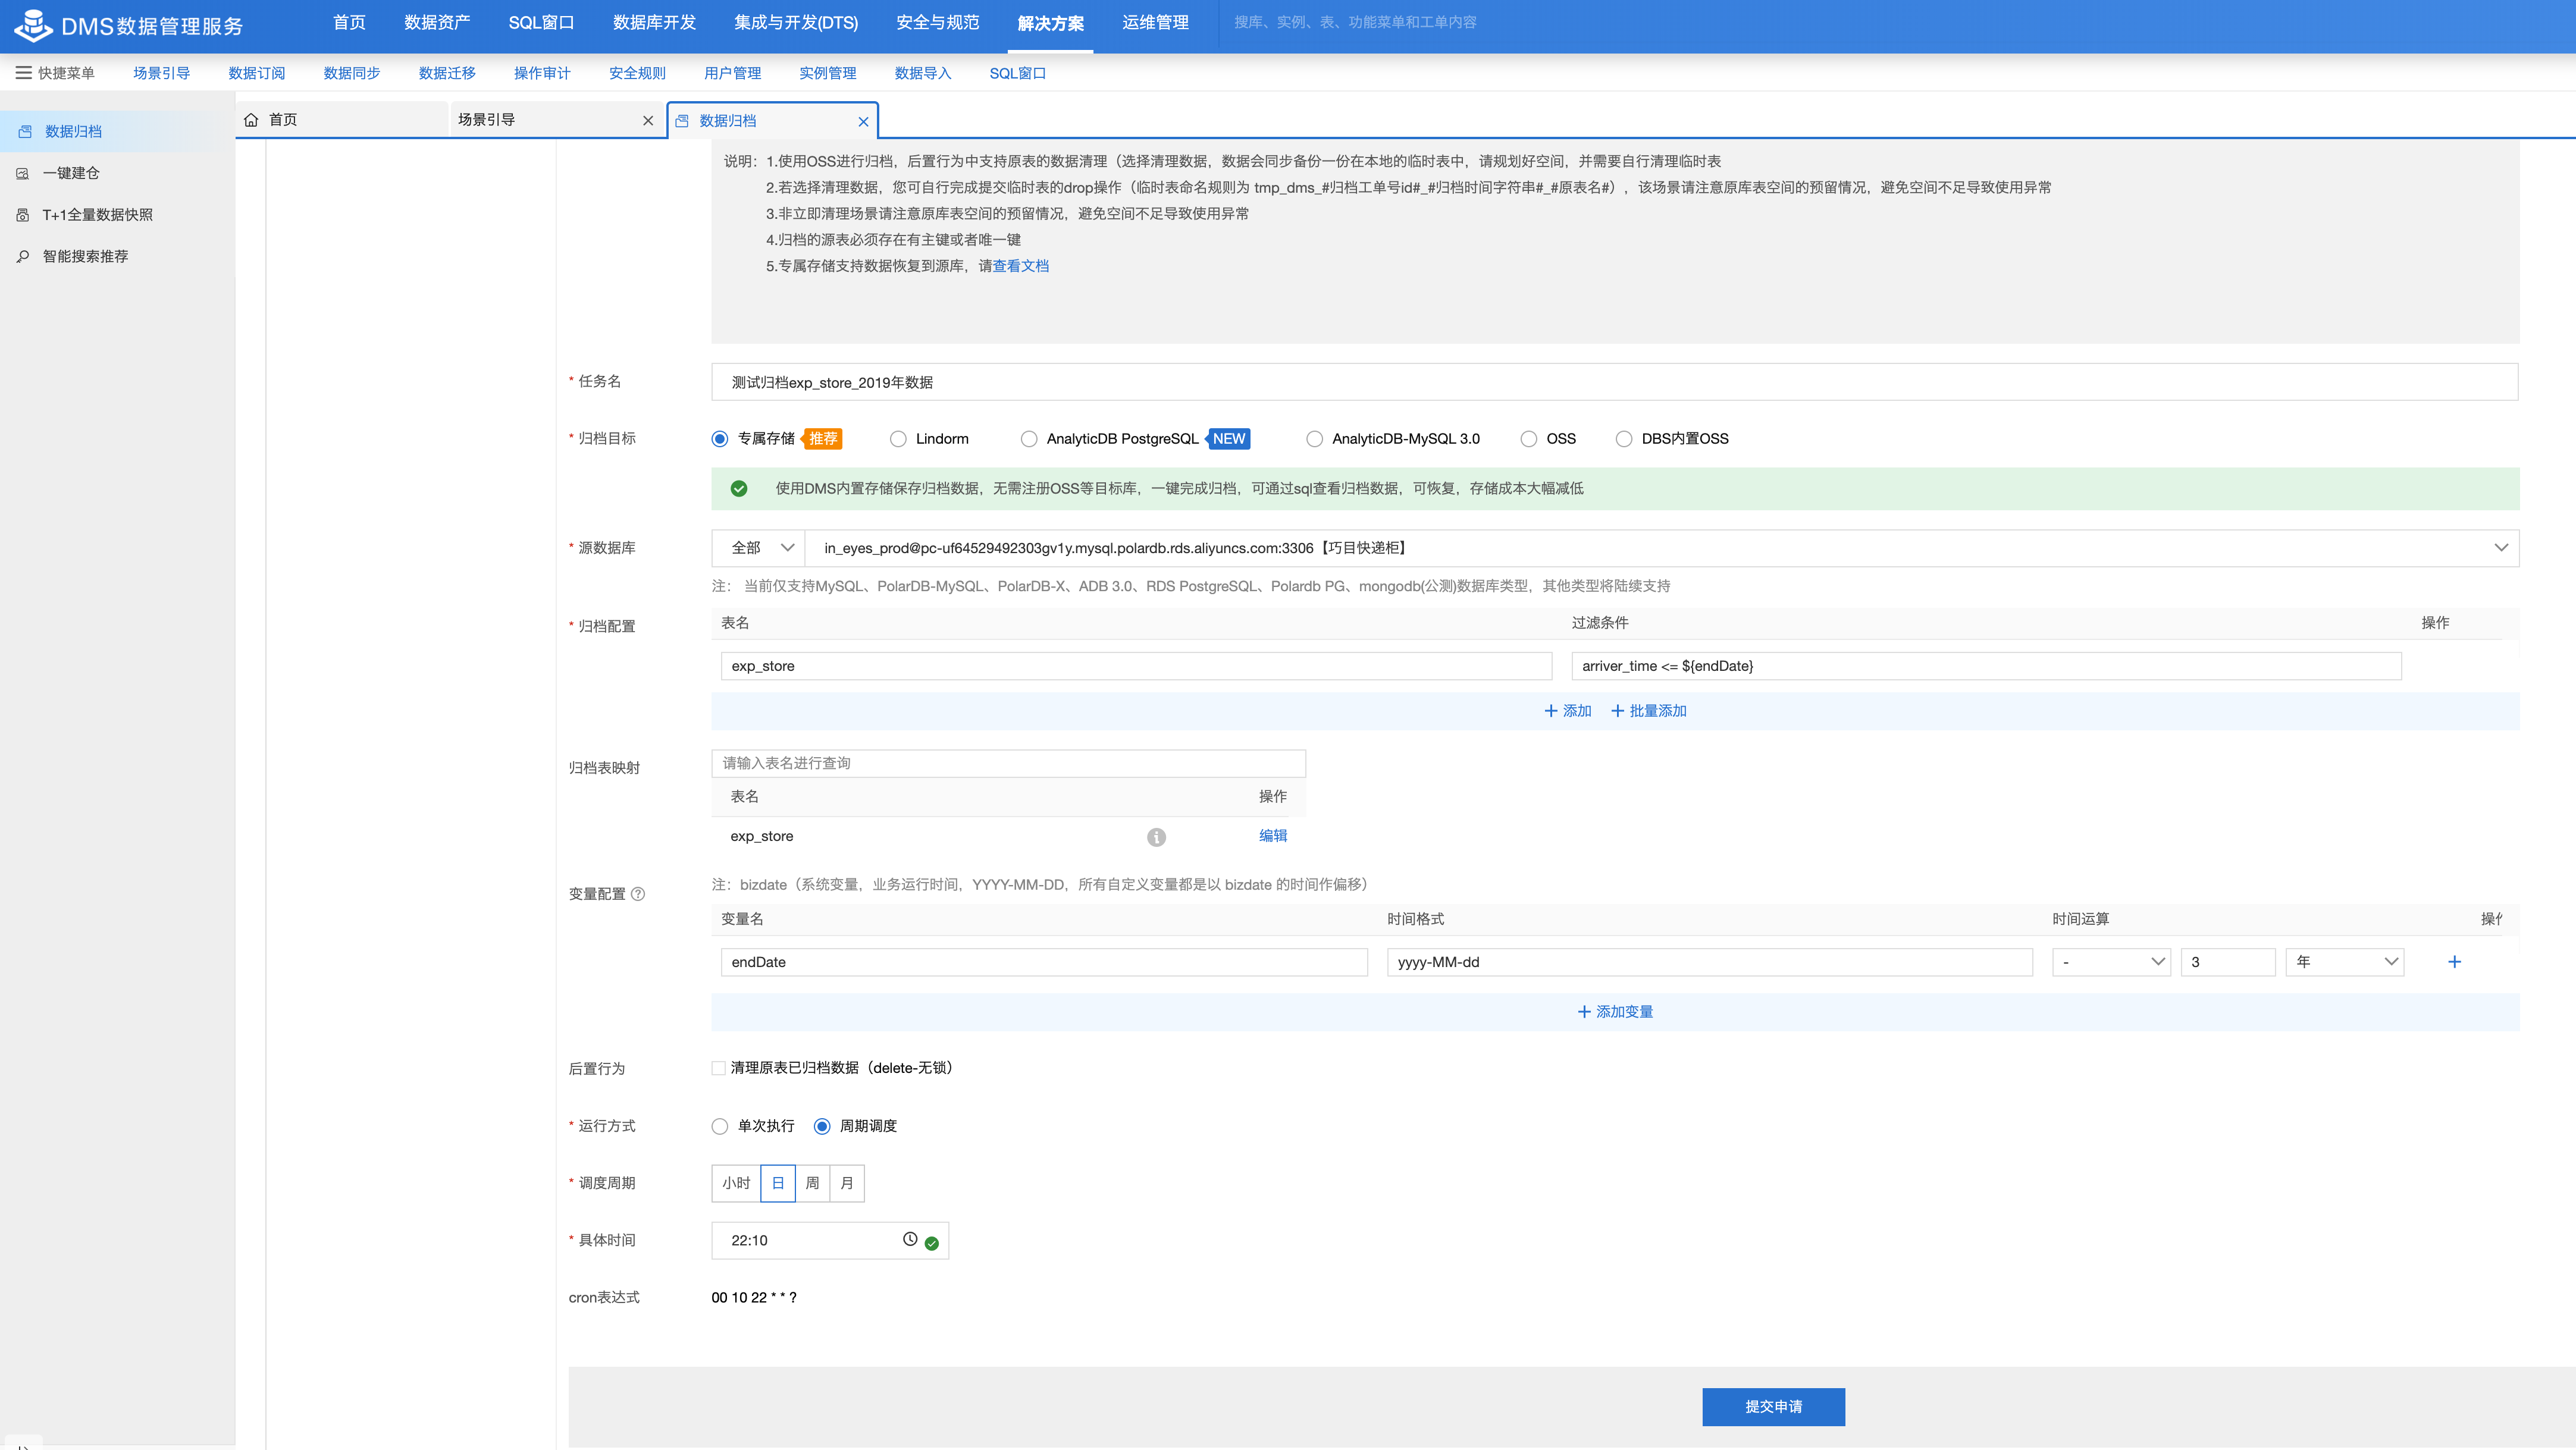 DMS数据管理服务
首页 数据资产 SQL窗口 数据库开发 集成与开发(DTS) 安全与规范 解决方案 运维管理 搜库、实例、表、功能菜单和工单内容
快捷菜单 场景引导 数据订阅 数据同步 数据迁移 操作审计 安全规则 用户管理 实例管理 数据导入 SQL窗口
数据归档
一键建仓
T+1全量数据快照
智能搜索推荐
首页 场景引导 数据归档
说明：1.使用OSS进行归档，后置行为中支持原表的数据清理（选择清理数据，数据会同步备份一份在本地的临时表中，请规划好空间，并需要自行清理临时表
2.若选择清理数据，您可自行完成提交临时表的drop操作（临时表命名规则为 tmp_dms_#归档工单号id#_#归档时间字符串#_#原表名#），该场景请注意原库表空间的预留情况，避免空间不足导致使用异常
3.非立即清理场景请注意原库表空间的预留情况，避免空间不足导致使用异常
4.归档的源表必须存在有主键或者唯一键
5.专属存储支持数据恢复到源库，请查看文档
* 任务名 测试归档exp_store_2019年数据
* 归档目标 专属存储 推荐 Lindorm AnalyticDB PostgreSQL NEW AnalyticDB-MySQL 3.0 OSS DBS内置OSS
使用DMS内置存储保存归档数据，无需注册OSS等目标库，一键完成归档，可通过sql查看归档数据，可恢复，存储成本大幅减低
* 源数据库 全部 in_eyes_prod@pc-uf64529492303gv1y.mysql.polardb.rds.aliyuncs.com:3306【巧目快递柜】
注： 当前仅支持MySQL、PolarDB-MySQL、PolarDB-X、ADB 3.0、RDS PostgreSQL、Polardb PG、mongodb(公测)数据库类型，其他类型将陆续支持
* 归档配置 表名 过滤条件 操作
exp_store arriver_time <= ${endDate}
添加 批量添加
归档表映射 请输入表名进行查询
表名 操作
exp_store 编辑
变量配置 注：bizdate（系统变量，业务运行时间，YYYY-MM-DD，所有自定义变量都是以 bizdate 的时间作偏移）
变量名 时间格式 时间运算 操作
endDate yyyy-MM-dd - 3 年 +
添加变量
后置行为 清理原表已归档数据（delete-无锁）
* 运行方式 单次执行 周期调度
* 调度周期 小时 日 周 月
* 具体时间 22:10
cron表达式 00 10 22 * * ?
提交申请